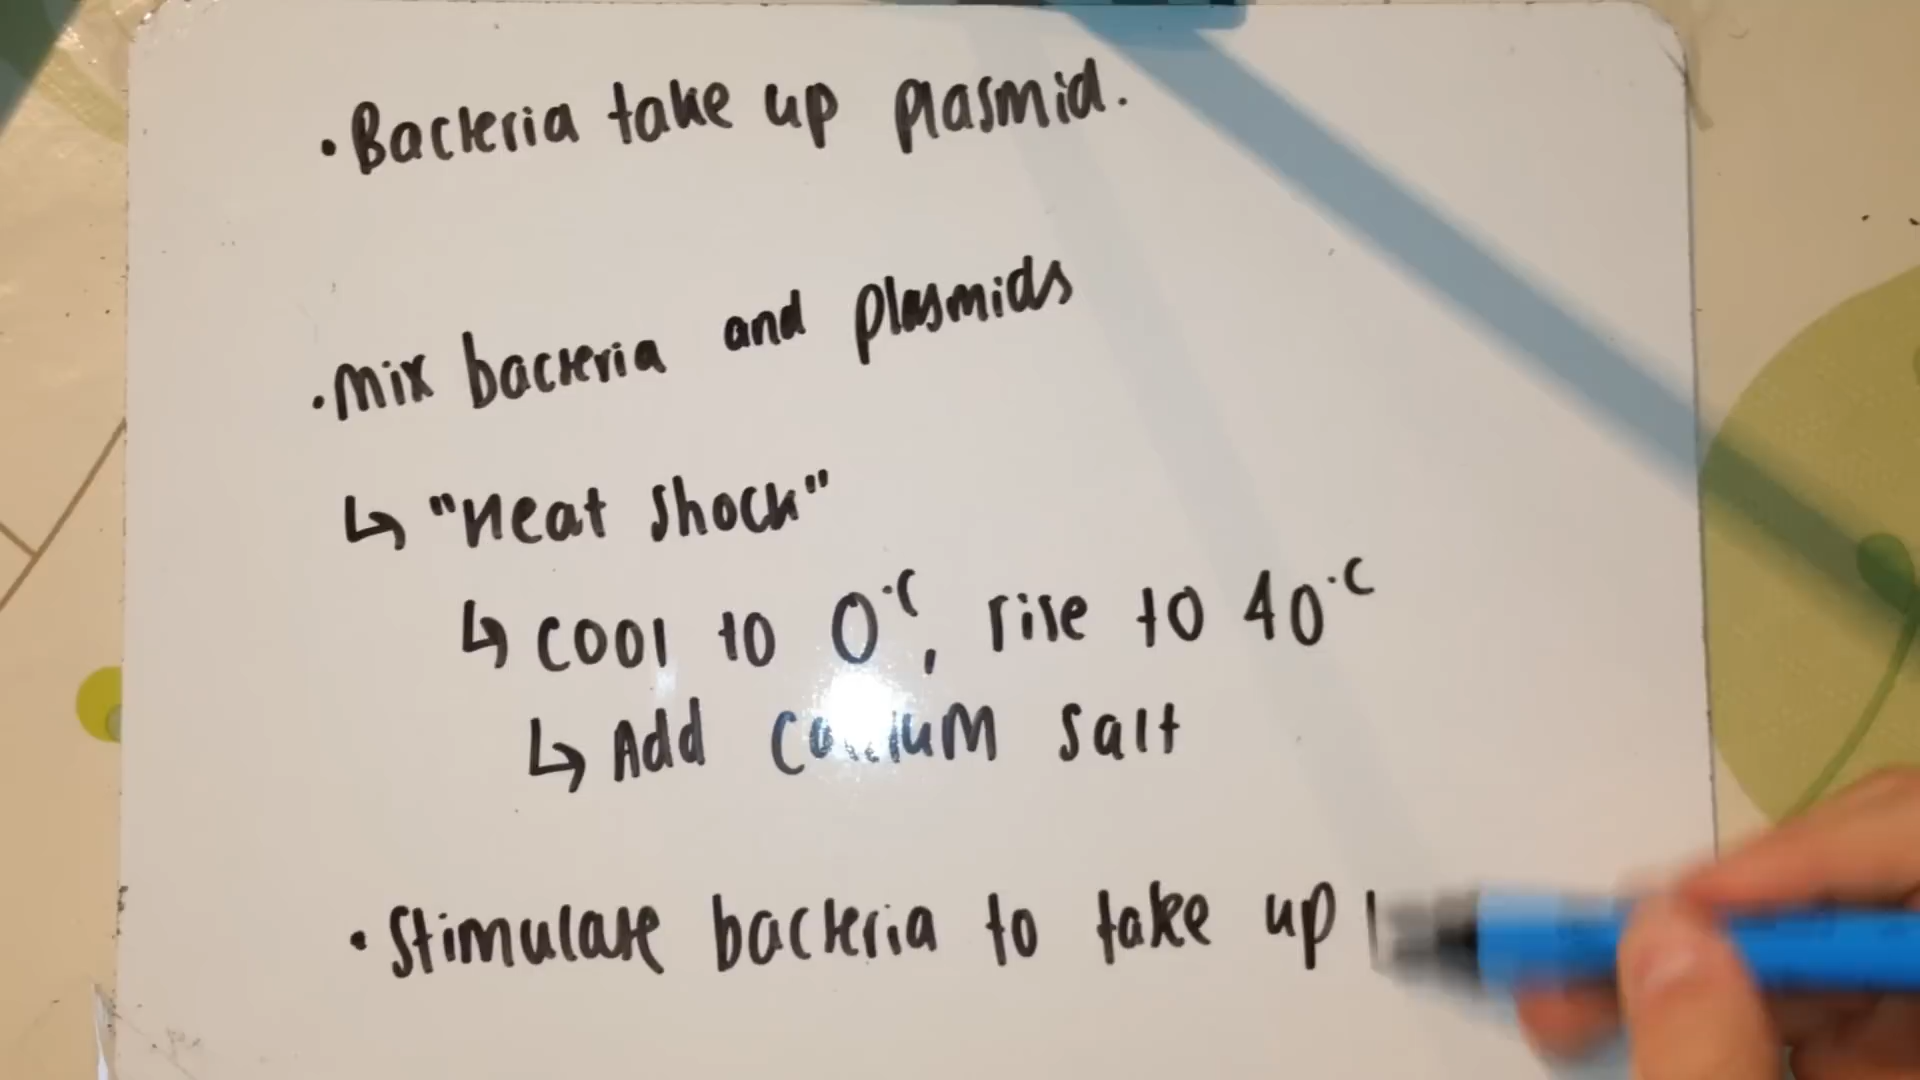 • Bacteria take up plasmid.
• mix bacteria and plasmids
↳ "Heat shock"
↳ cool to 0°C, rise to 40°C
↳ Add calcium salt
• Stimulate bacteria to take up